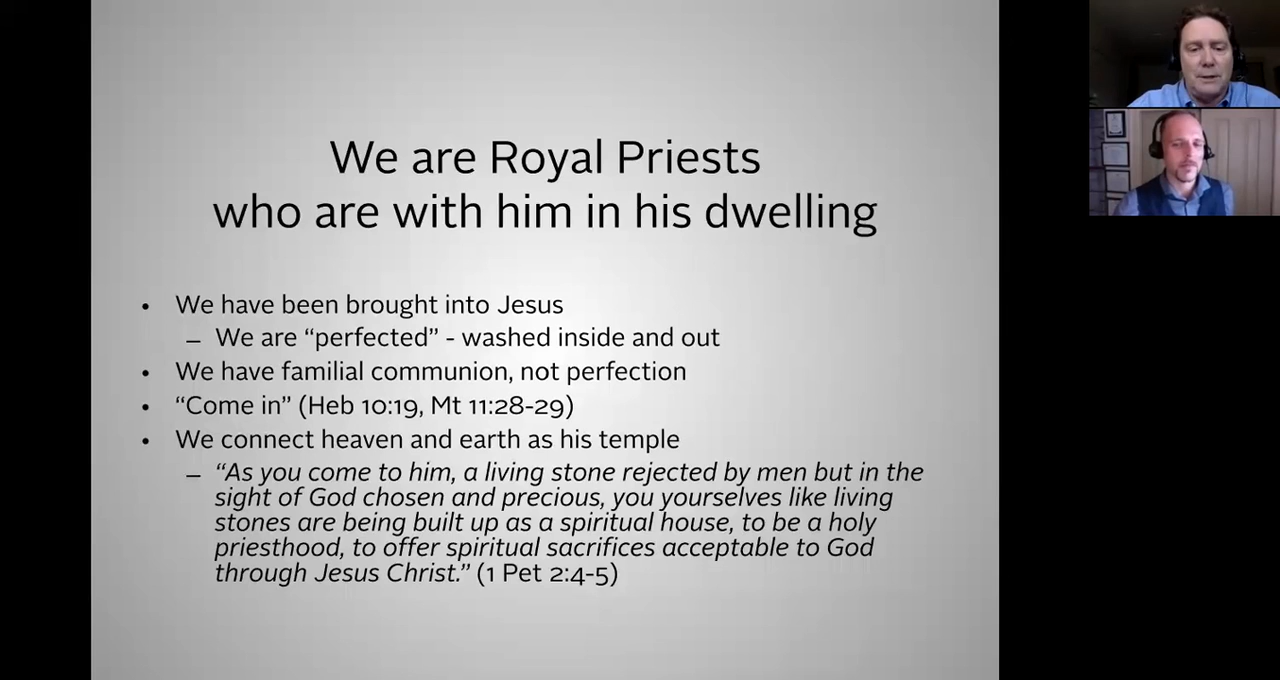 We are Royal Priests
who are with him in his dwelling
• We have been brought into Jesus
– We are “perfected” - washed inside and out
• We have familial communion, not perfection
• “Come in” (Heb 10:19, Mt 11:28-29)
• We connect heaven and earth as his temple
– “As you come to him, a living stone rejected by men but in the
sight of God chosen and precious, you yourselves like living
stones are being built up as a spiritual house, to be a holy
priesthood, to offer spiritual sacrifices acceptable to God
through Jesus Christ.” (1 Pet 2:4-5)